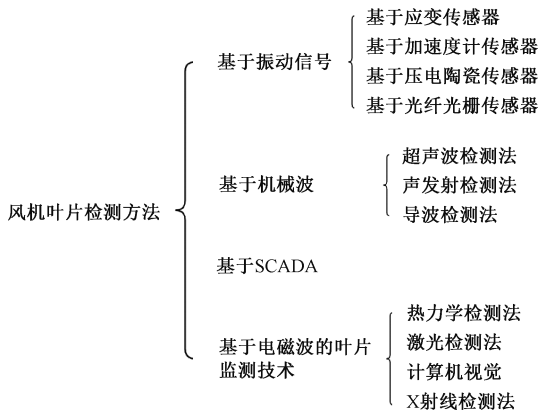 风机叶片检测方法
基于振动信号
基于应变传感器
基于加速度计传感器
基于压电陶瓷传感器
基于光纤光栅传感器
基于机械波
超声波检测法
声发射检测法
导波检测法
基于SCADA
基于电磁波的叶片
监测技术
热力学检测法
激光检测法
计算机视觉
X射线检测法